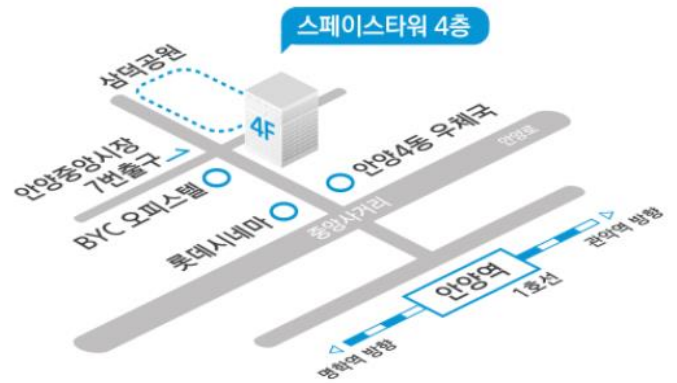 스페이스타워 4층
삼덕공원
4F
안양중앙시장
7번출구
BYC 오피스텔
안양4동 우체국
안양로
롯데시네마
중앙사거리
관악역 방향
안양역
1호선
명학역 방향